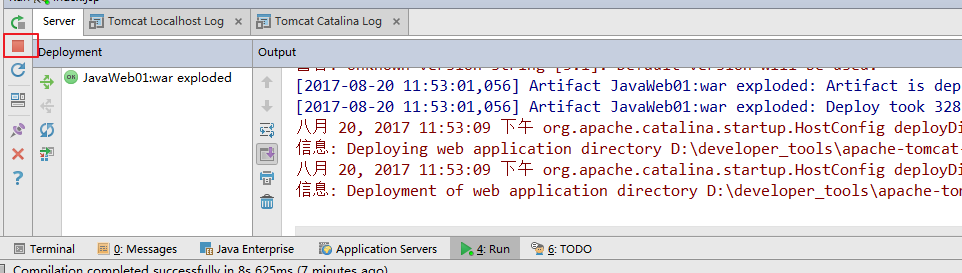 Server
Tomcat Localhost Log
Tomcat Catalina Log
Deployment
Output
ON JavaWeb01:war exploded
[2017-08-20 11:53:01,056] Artifact JavaWeb01:war exploded: Artifact is dep
[2017-08-20 11:53:01,056] Artifact JavaWeb01:war exploded: Deploy took 328
八月 20, 2017 11:53:09 下午 org.apache.catalina.startup.HostConfig deployDi
信息: Deploying web application directory D:\developer_tools\apache-tomcat-
八月 20, 2017 11:53:09 下午 org.apache.catalina.startup.HostConfig deployDi
信息: Deployment of web application directory D:\developer_tools\apache-tom
Terminal
0: Messages
Java Enterprise
Application Servers
4: Run
6: TODO
Compilation completed successfully in 8s 625ms (7 minutes ago)